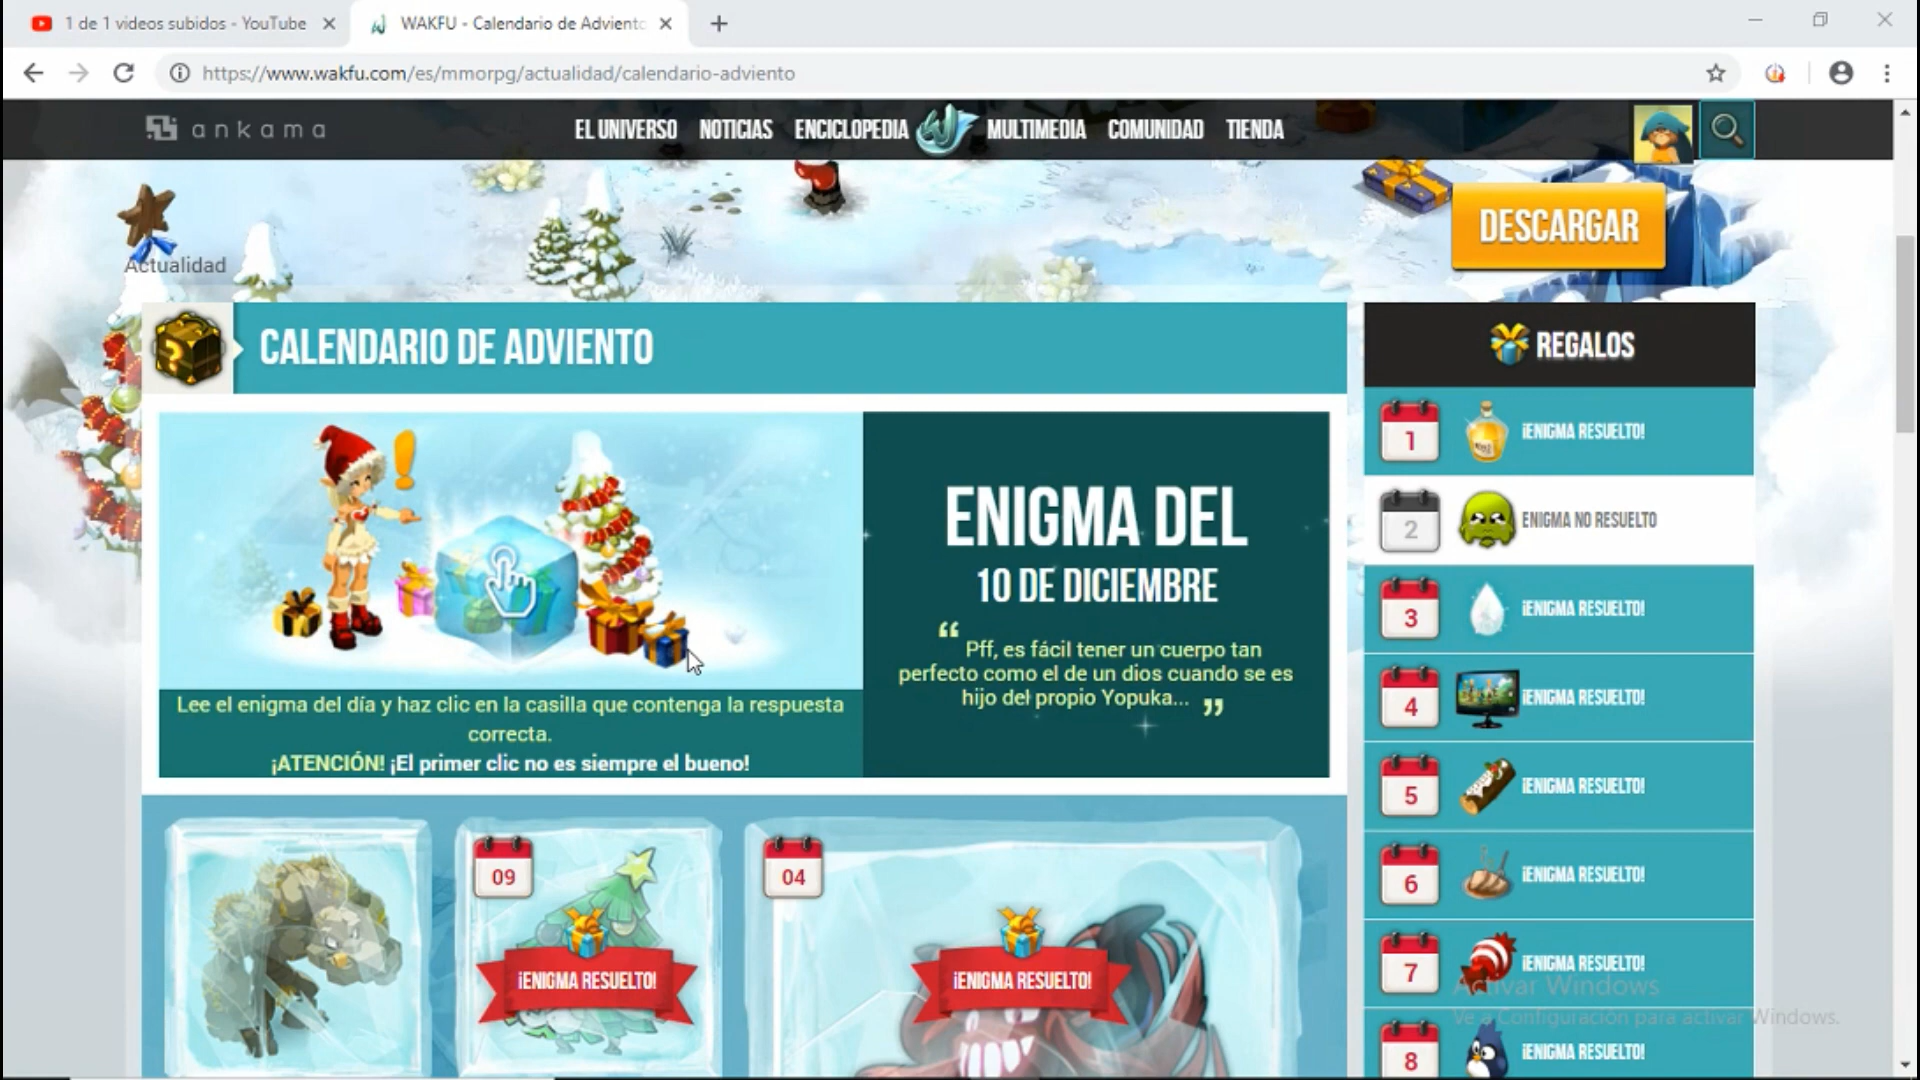 1 de 1 videos subidos - YouTube
WAKFU - Calendario de Adviento
https://www.wakfu.com/es/mmorpg/actualidad/calendario-adviento
ankama
EL UNIVERSO
NOTICIAS
ENCICLOPEDIA
MULTIMEDIA
COMUNIDAD
TIENDA
DESCARGAR
Actualidad
CALENDARIO DE ADVIENTO
ENIGMA DEL
10 DE DICIEMBRE
“ Pff, es fácil tener un cuerpo tan
perfecto como el de un dios cuando se es
hijo del propio Yopuka... ”
Lee el enigma del día y haz clic en la casilla que contenga la respuesta
correcta.
¡ATENCIÓN! ¡El primer clic no es siempre el bueno!
09
¡ENIGMA RESUELTO!
04
¡ENIGMA RESUELTO!
REGALOS
1 ¡ENIGMA RESUELTO!
2 ENIGMA NO RESUELTO
3 ¡ENIGMA RESUELTO!
4 ¡ENIGMA RESUELTO!
5 ¡ENIGMA RESUELTO!
6 ¡ENIGMA RESUELTO!
7 ¡ENIGMA RESUELTO!
8 ¡ENIGMA RESUELTO!
Activar Windows
Ve a Configuración para activar Windows.